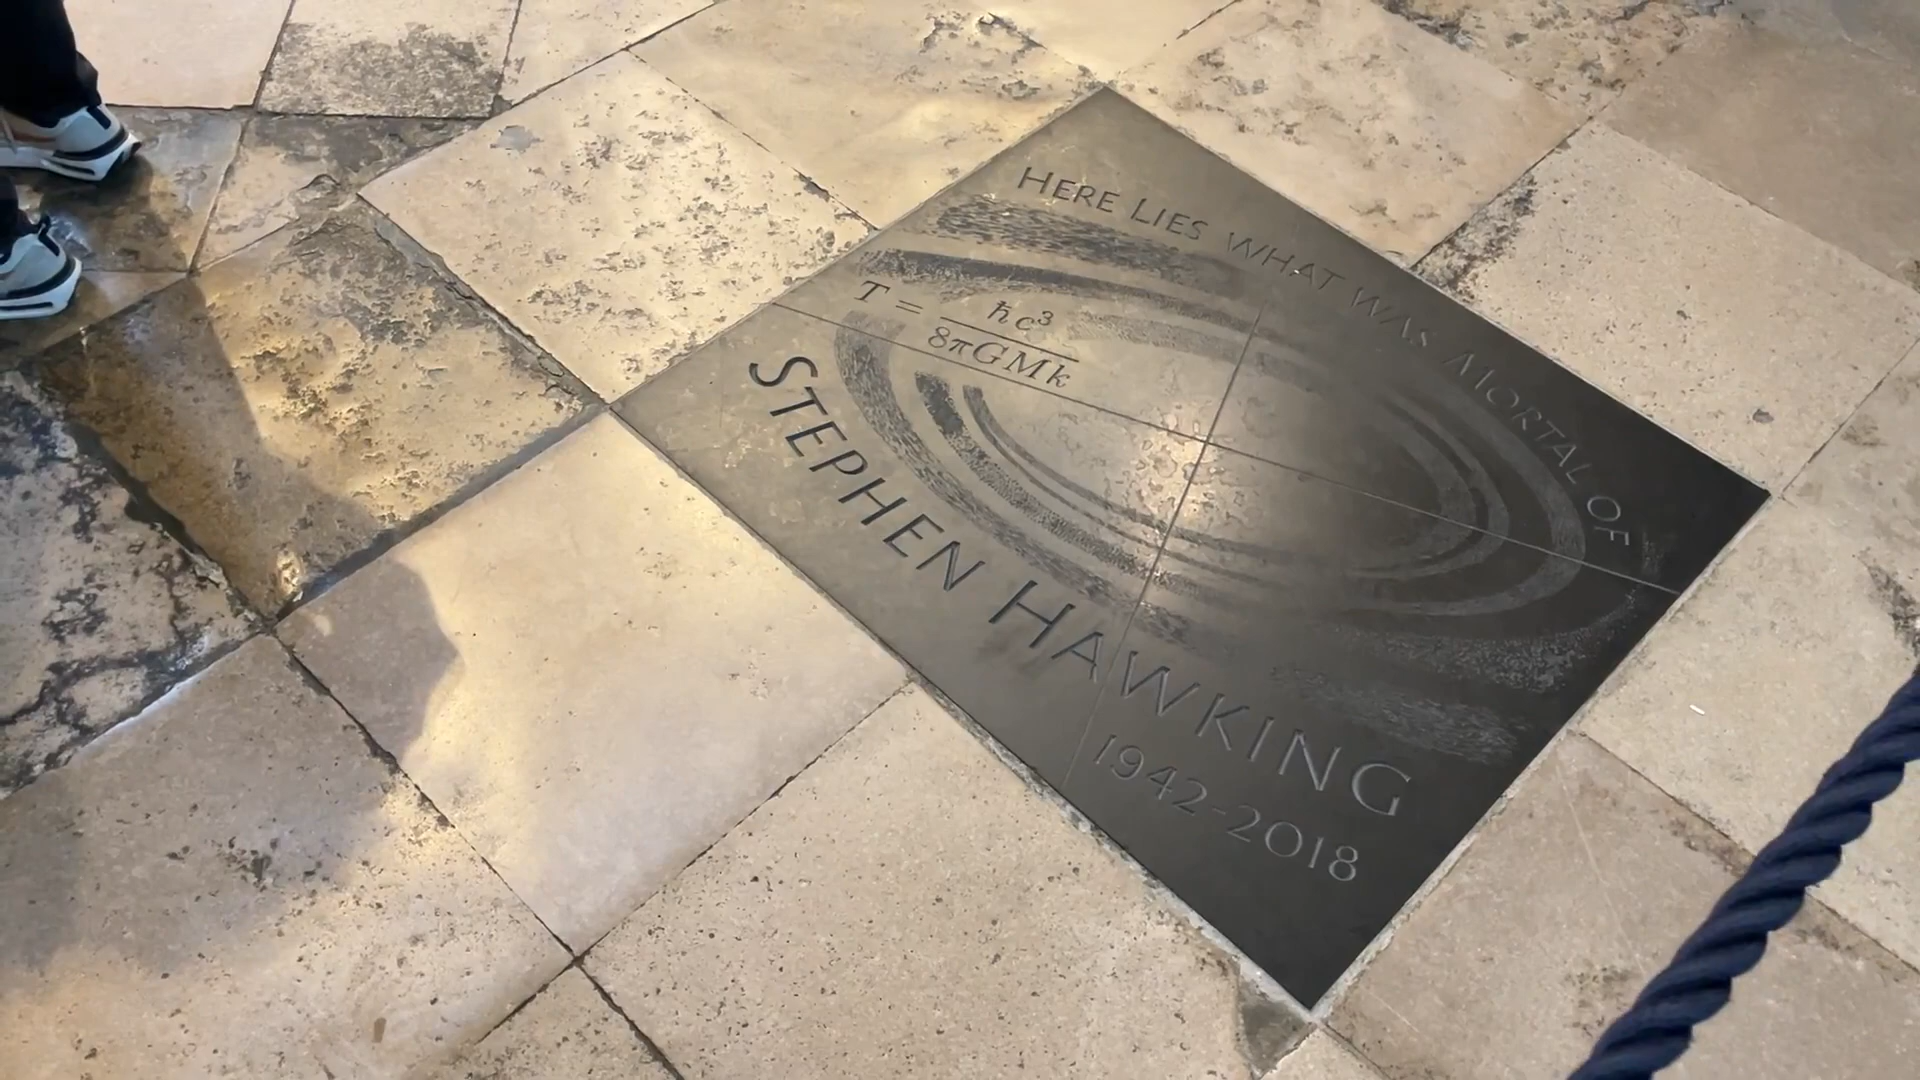 HERE LIES WHAT WAS MORTAL OF
T = ħc³ / 8πGMk
STEPHEN HAWKING
1942-2018